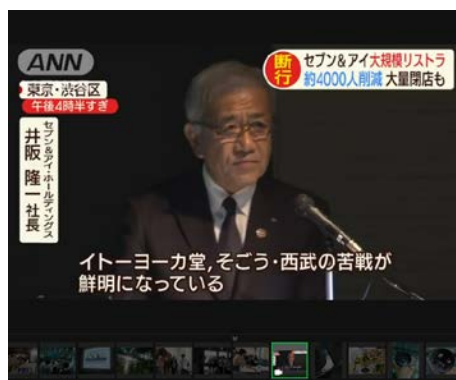 ANN
断行
セブン&アイ大規模リストラ
約4000人削減 大量閉店も
東京・渋谷区
午後4時半すぎ
セブン&アイ・ホールディングス
井阪 隆一 社長
イトーヨーカ堂,そごう・西武の苦戦が
鮮明になっている